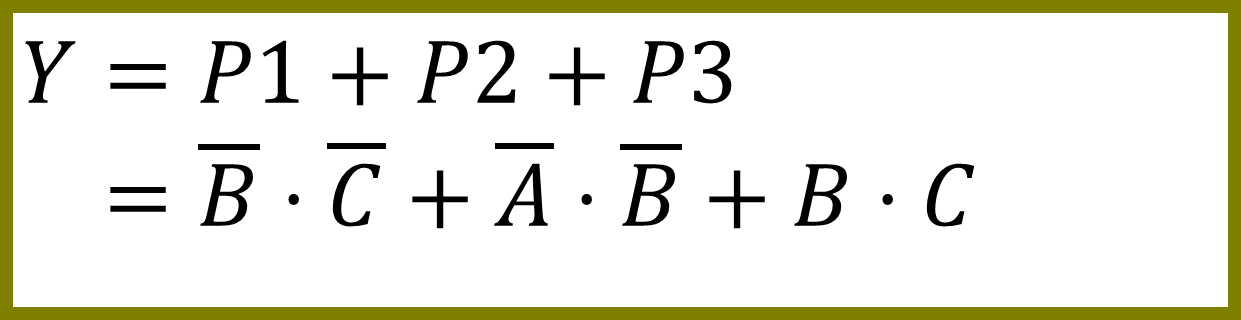 Y = P1 + P2 + P3
= B̅ · C̅ + A̅ · B̅ + B · C